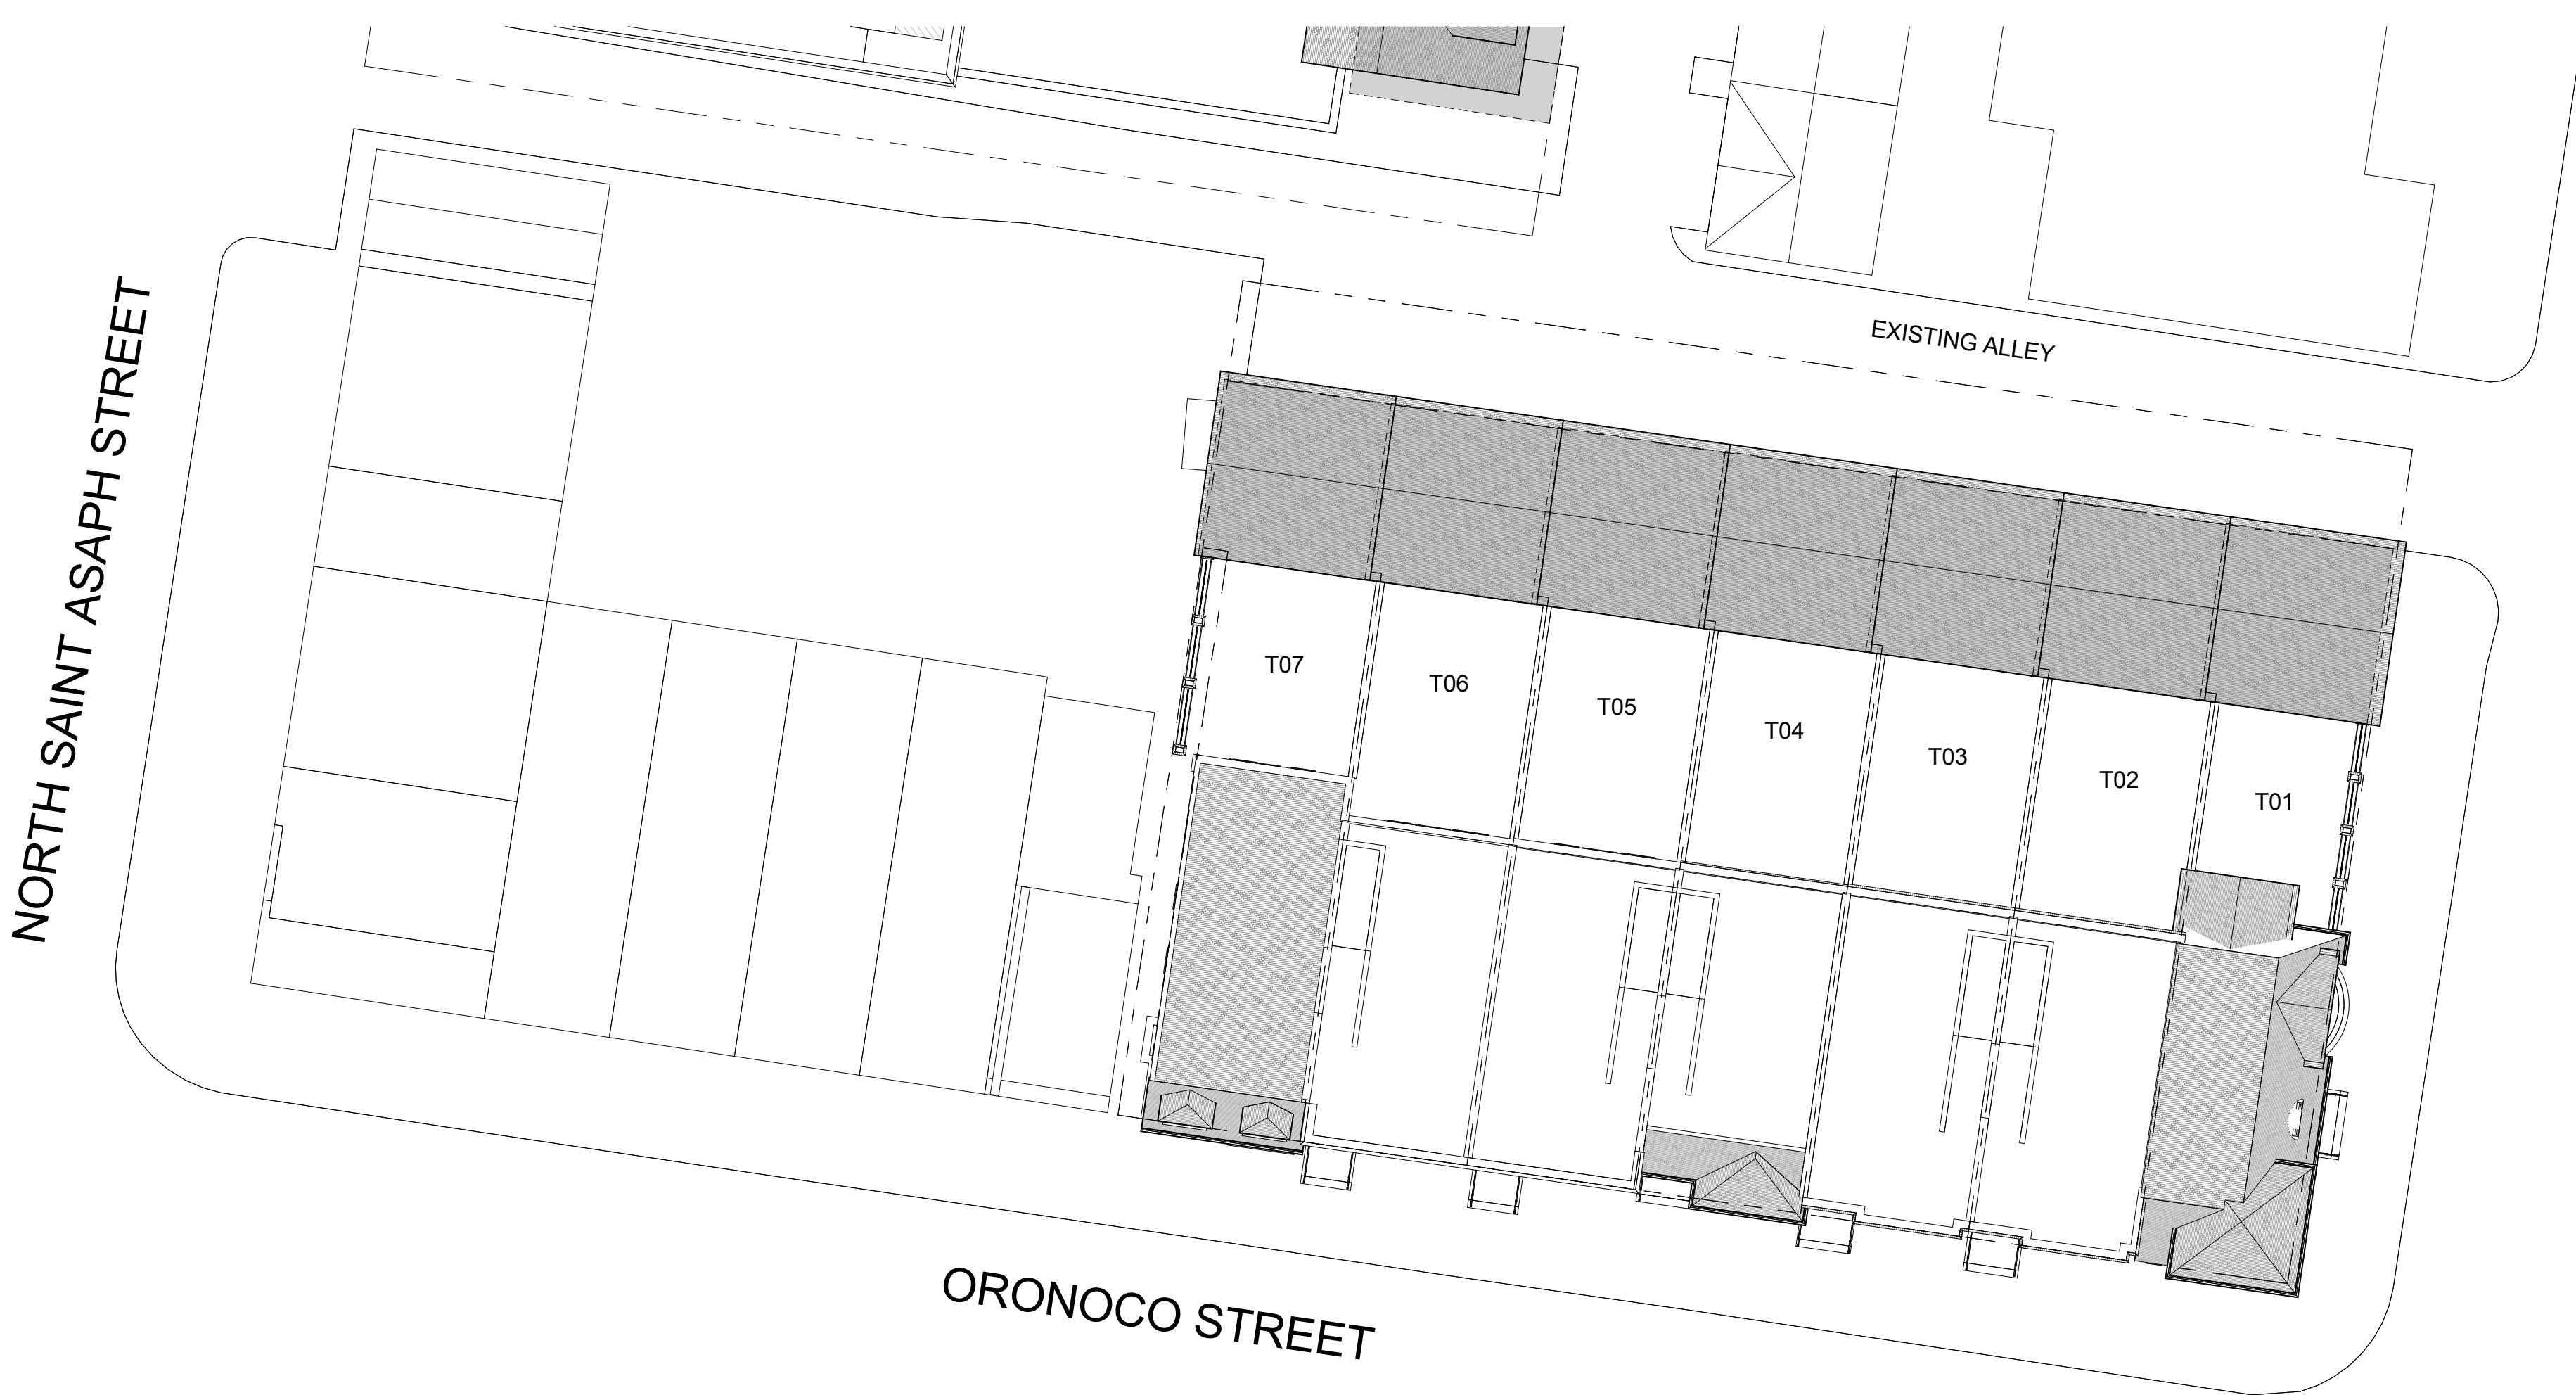 EXISTING ALLEY
NORTH SAINT ASAPH STREET
T07
T06
T05
T04
T03
T02
T01
ORONOCO STREET